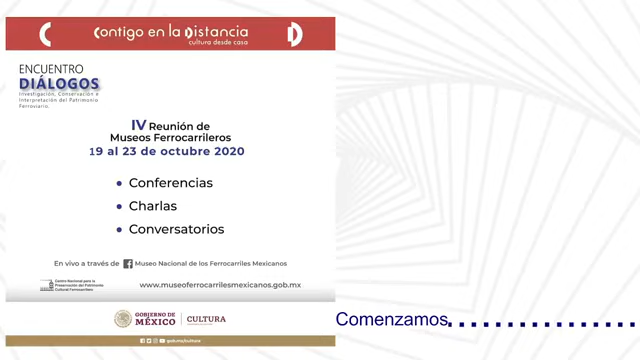 Contigo en la Distancia
cultura desde casa
ENCUENTRO
DIÁLOGOS
Investigación, Conservación e
Interpretación del Patrimonio
Ferroviario.
IV Reunión de
Museos Ferrocarrileros
19 al 23 de octubre 2020
• Conferencias
• Charlas
• Conversatorios
En vivo a través de Museo Nacional de los Ferrocarriles Mexicanos
Centro Nacional para la
Preservación del Patrimonio
Cultural Ferrocarrilero
www.museoferrocarrilesmexicanos.gob.mx
GOBIERNO DE
MÉXICO
CULTURA
gob.mx/cultura
Comenzamos..................